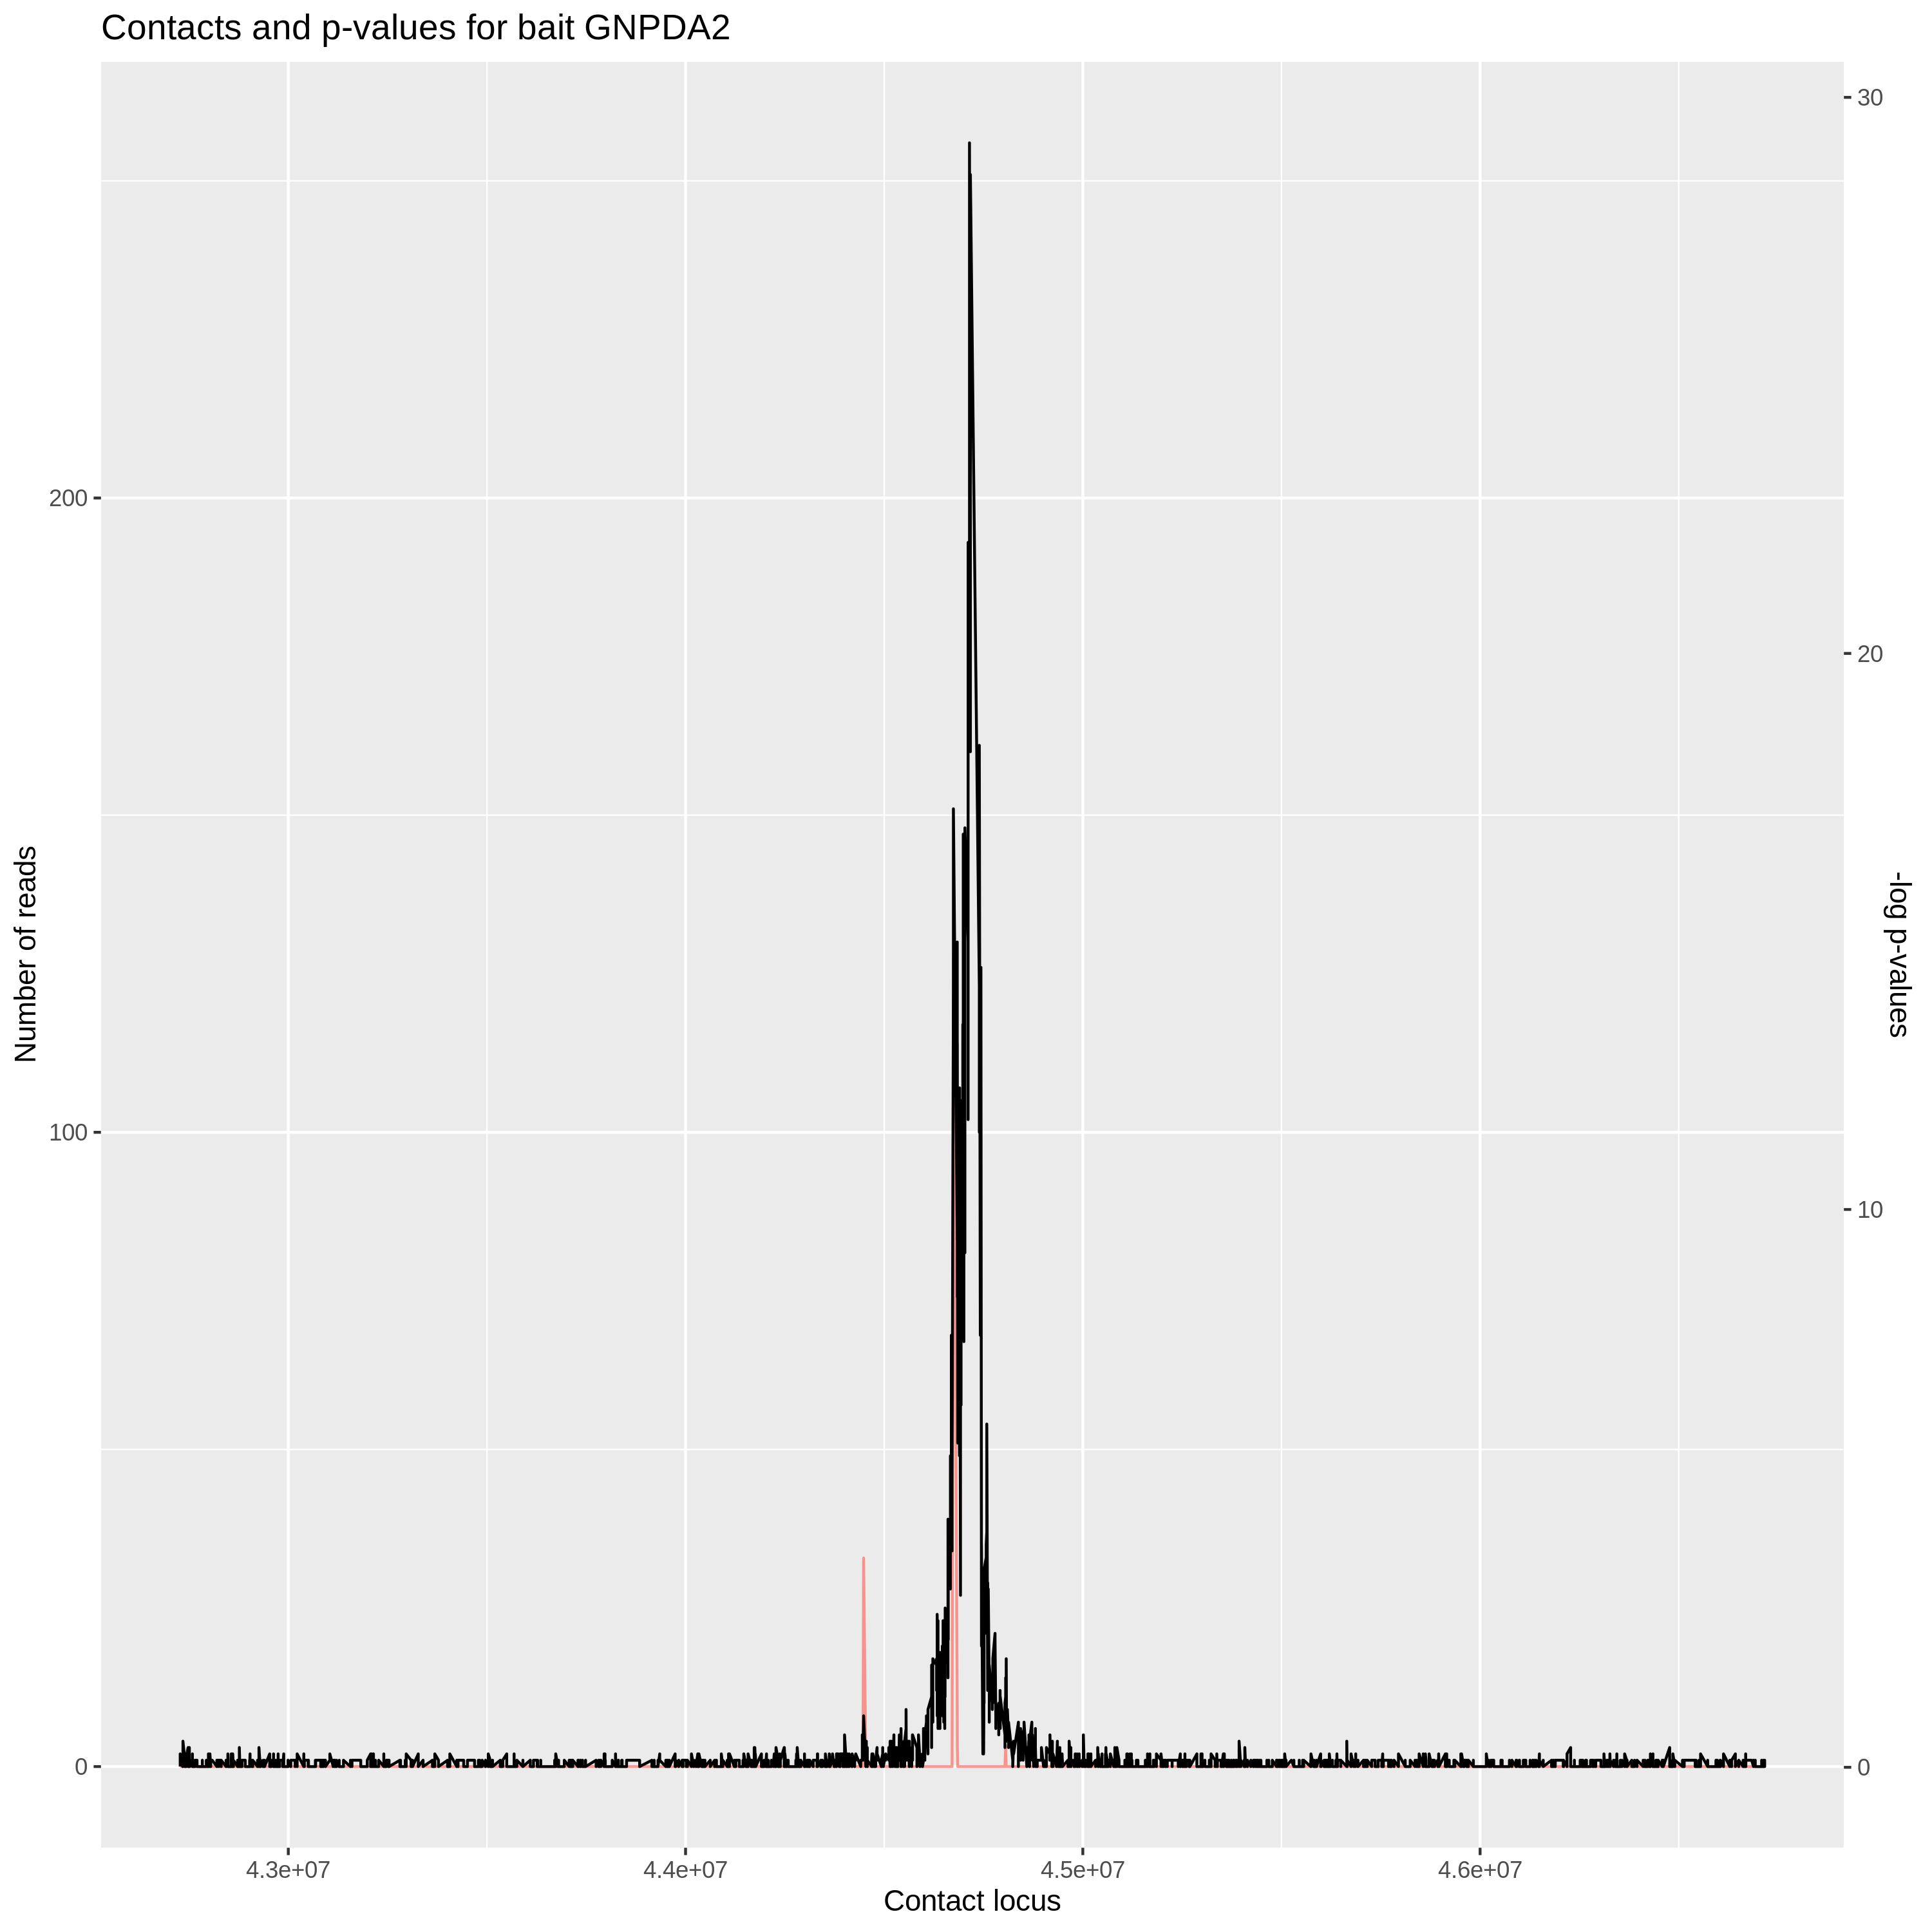 Contacts and p-values for bait GNPDA2
30
200
20
Number of reads
-log p-values
100
10
0
0
4.3e+07
4.4e+07
4.5e+07
4.6e+07
Contact locus